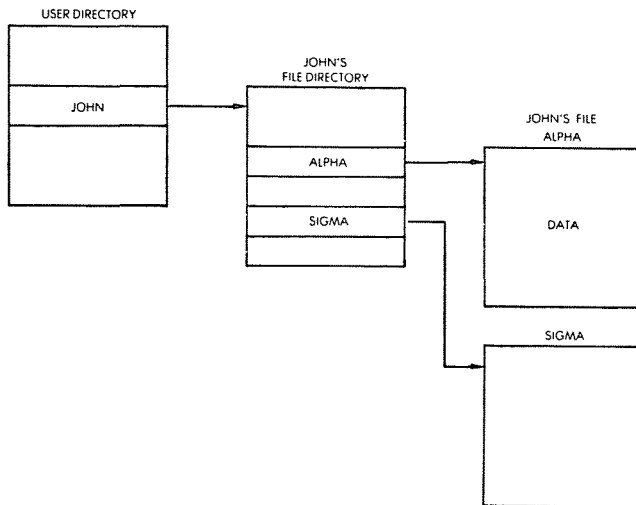 USER DIRECTORY
JOHN
JOHN'S
FILE DIRECTORY
ALPHA
SIGMA
JOHN'S FILE
ALPHA
DATA
SIGMA